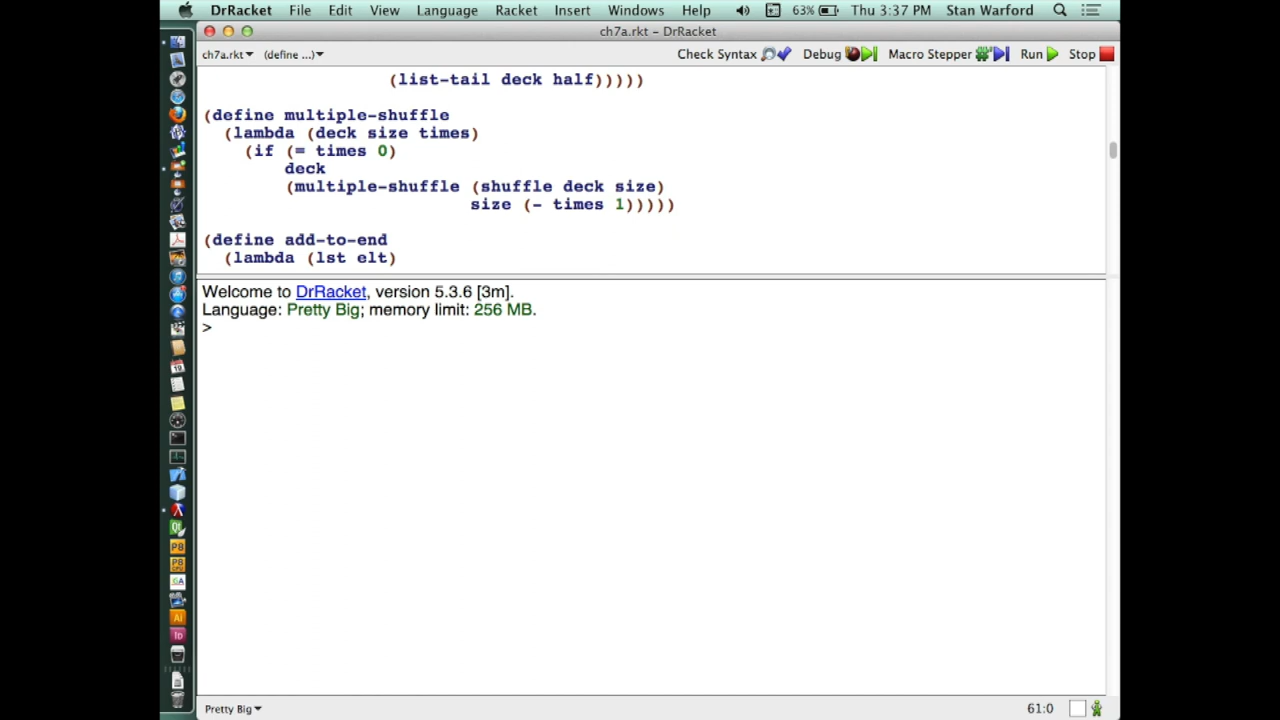 DrRacket File Edit View Language Racket Insert Windows Help 63% Thu 3:37 PM Stan Warford
ch7a.rkt – DrRacket
ch7a.rkt▾ (define ...)▾ Check Syntax Debug Macro Stepper Run Stop
(list-tail deck half)))))
(define multiple-shuffle
(lambda (deck size times)
(if (= times 0)
deck
(multiple-shuffle (shuffle deck size)
size (- times 1)))))
(define add-to-end
(lambda (lst elt)
Welcome to DrRacket, version 5.3.6 [3m].
Language: Pretty Big; memory limit: 256 MB.
>
Pretty Big▾ 61:0